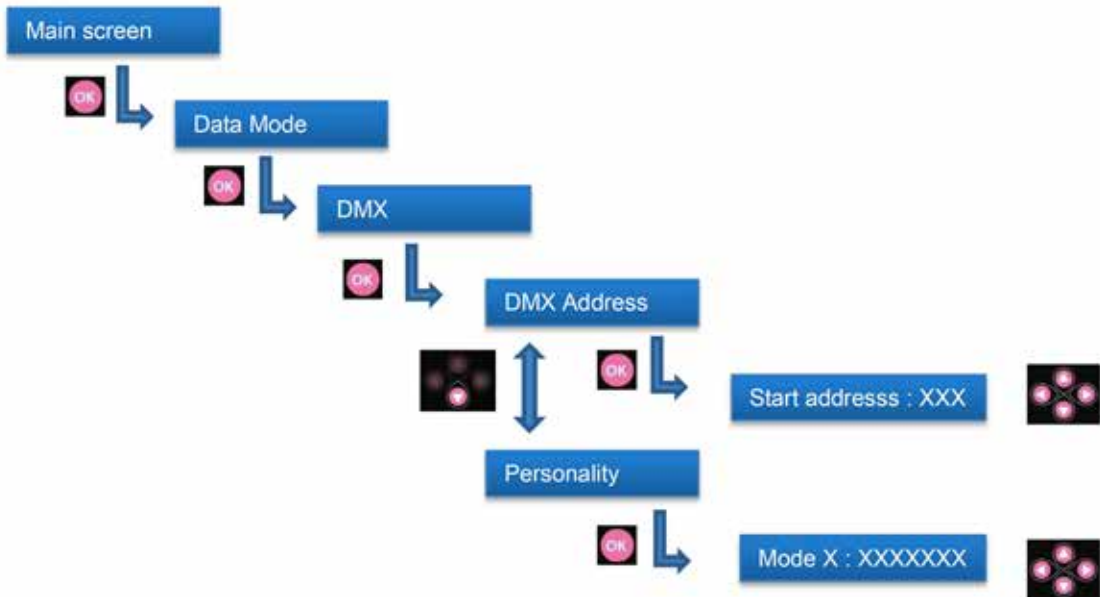 Main screen
OK
Data Mode
OK
DMX
OK
DMX Address
OK
Start addresss : XXX
Personality
OK
Mode X : XXXXXXX